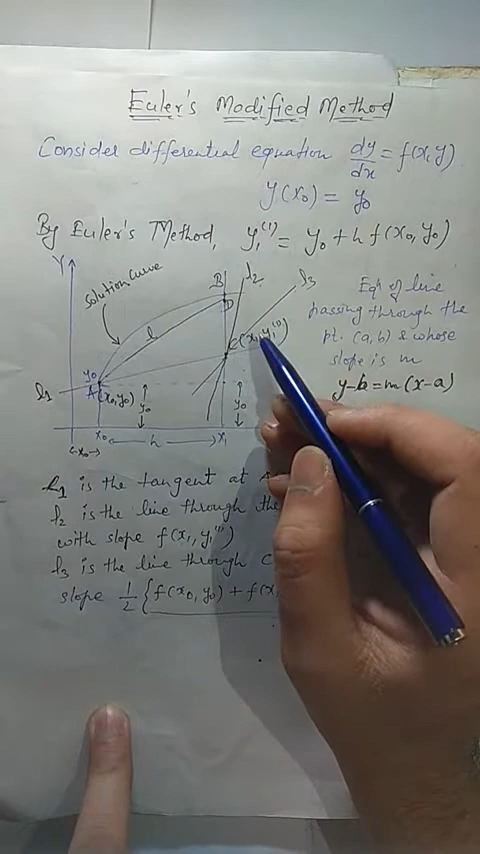 Euler's Modified Method
Consider differential equation dy/dx = f(x,y)
y(x₀) = y₀
By Euler's Method, y₁⁽¹⁾ = y₀ + h f(x₀, y₀)
Y
solution curve
B
D
l₂
l₃
l
C(x₁, y₁⁽¹⁾)
Eqⁿ of line
passing through the
pt. (a, b) & whose
slope is m
y-b = m(x-a)
y₀
l₁
A(x₀, y₀)
y₀
y₀
x₀
h
x₁
x₀
l₁ is the tangent at
l₂ is the line through the
with slope f(x₁, y₁⁽¹⁾)
l₃ is the line through C
slope 1/2 {f(x₀, y₀) + f(x